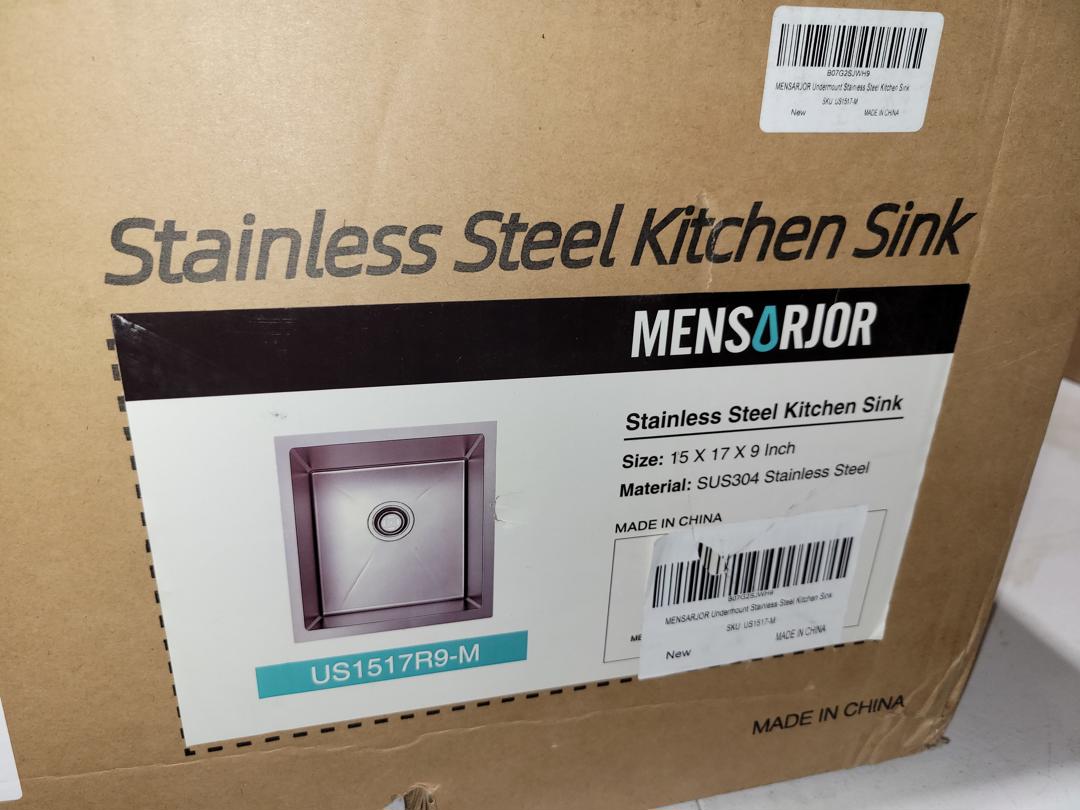 B07G2SJWH9
MENSARJOR Undermount Stainless Steel Kitchen Sink
SKU: US1517-M
New MADE IN CHINA
Stainless Steel Kitchen Sink
MENSARJOR
Stainless Steel Kitchen Sink
Size: 15 X 17 X 9 Inch
Material: SUS304 Stainless Steel
MADE IN CHINA
B07G2SJWH9
ME
MENSARJOR Undermount Stainless Steel Kitchen Sink
SKU: US1517-M
MADE IN CHINA
New
US1517R9-M
MADE IN CHINA